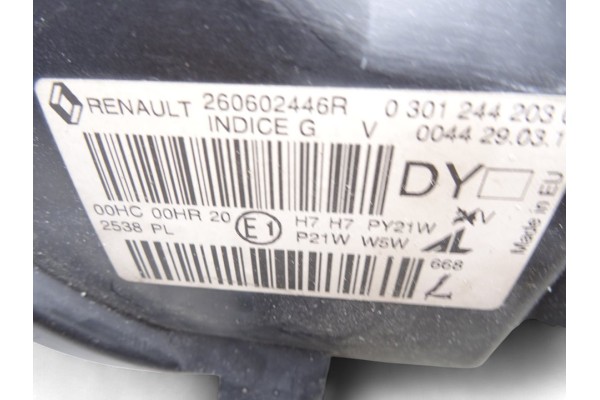 RENAULT 260602446R 0 301 244 203
INDICE G V 0044 29.03.1
DY
Made in EU
00HC 00HR 20 E1 H7 H7 PY21W
2538 PL P21W W5W AL
668